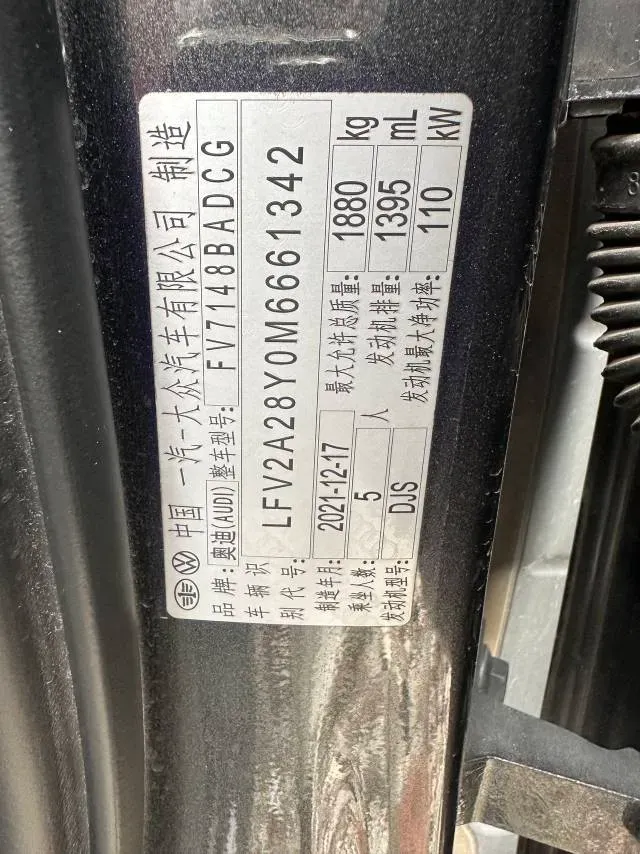 中国 一汽-大众汽车有限公司 制造
品牌:奥迪(AUDI) 整车型号: FV7148BADCG
车辆识别代号: LFV2A28Y0M6661342
制造年月: 2021-12-17 最大允许总质量: 1880 kg
乘坐人数: 5 人 发动机排量: 1395 mL
发动机型号: DJS 发动机最大净功率: 110 kW
8